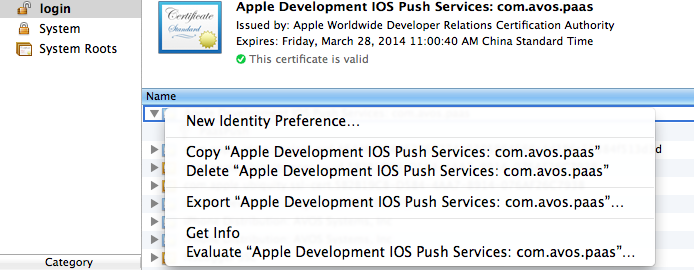 login
System
System Roots
Certificate
Standard
Apple Development IOS Push Services: com.avos.paas
Issued by: Apple Worldwide Developer Relations Certification Authority
Expires: Friday, March 28, 2014 11:00:40 AM China Standard Time
This certificate is valid
Name
New Identity Preference…
Copy “Apple Development IOS Push Services: com.avos.paas”
Delete “Apple Development IOS Push Services: com.avos.paas”
Export “Apple Development IOS Push Services: com.avos.paas”…
Get Info
Evaluate “Apple Development IOS Push Services: com.avos.paas”…
Category